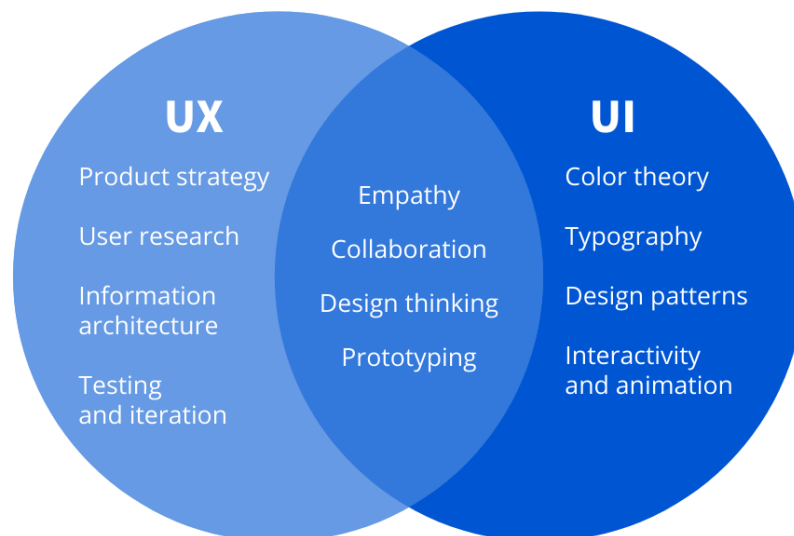 UX
Product strategy
User research
Information
architecture
Testing
and iteration
Empathy
Collaboration
Design thinking
Prototyping
UI
Color theory
Typography
Design patterns
Interactivity
and animation